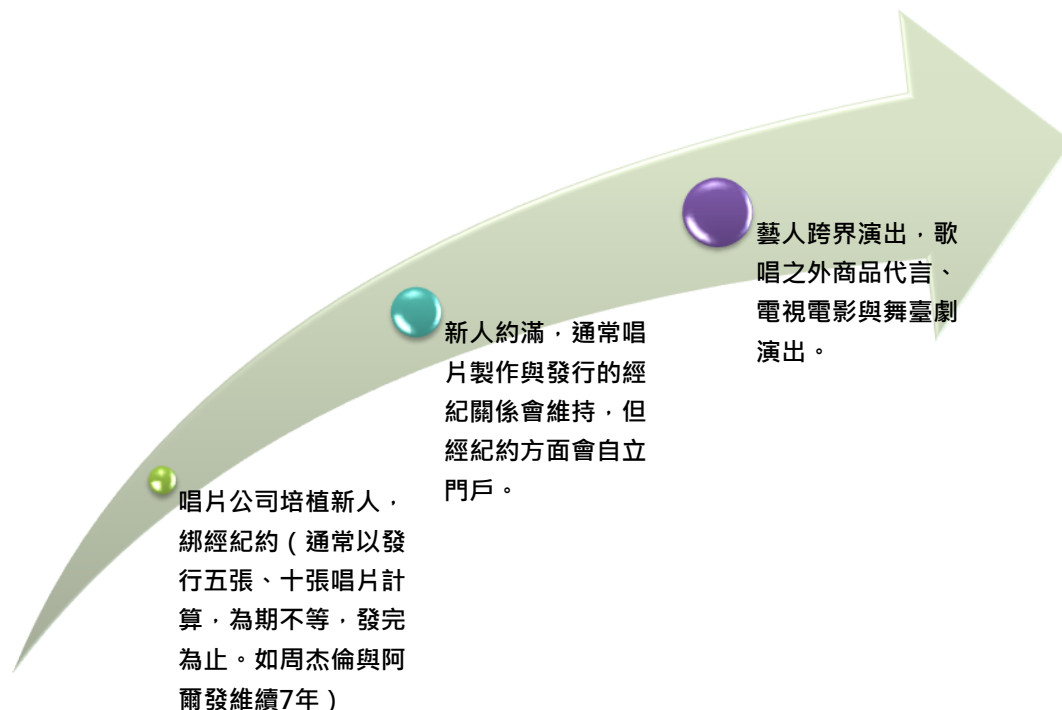 唱片公司培植新人，
綁經紀約（通常以發
行五張、十張唱片計
算，為期不等，發完
為止。如周杰倫與阿
爾發維續7年）
新人約滿，通常唱
片製作與發行的經
紀關係會維持，但
經紀約方面會自立
門戶。
藝人跨界演出，歌
唱之外商品代言、
電視電影與舞臺劇
演出。